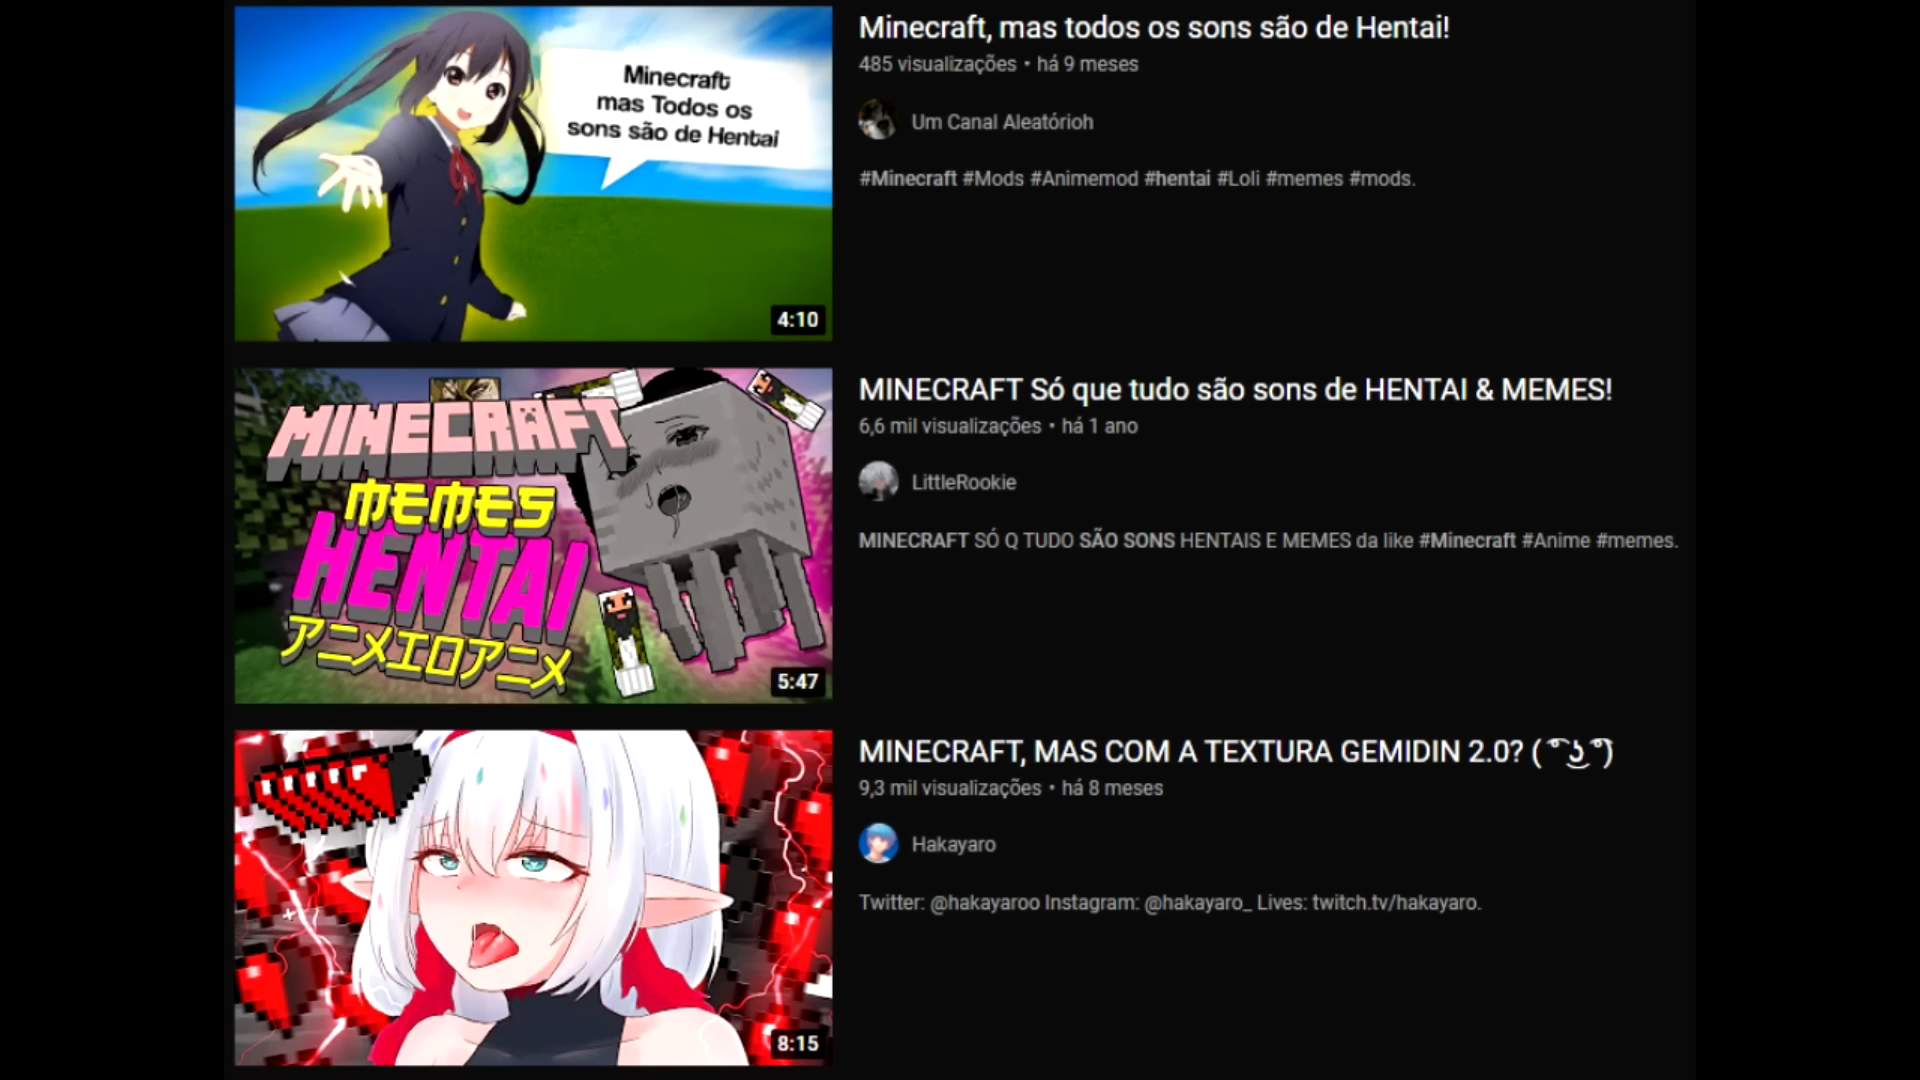 Minecraft, mas todos os sons são de Hentai!
485 visualizações • há 9 meses
Um Canal Aleatórioh
#Minecraft #Mods #Animemod #hentai #Loli #memes #mods.
Minecraft
mas Todos os
sons são de Hentai
4:10
MINECRAFT Só que tudo são sons de HENTAI & MEMES!
6,6 mil visualizações • há 1 ano
LittleRookie
MINECRAFT SÓ Q TUDO SÃO SONS HENTAIS E MEMES da like #Minecraft #Anime #memes.
MINECRAFT
MEMES
HENTAI
アニメエロアニメ
5:47
MINECRAFT, MAS COM A TEXTURA GEMIDIN 2.0? ( ͡° ͜ʖ ͡°)
9,3 mil visualizações • há 8 meses
Hakayaro
Twitter: @hakayaroo Instagram: @hakayaro_ Lives: twitch.tv/hakayaro.
8:15